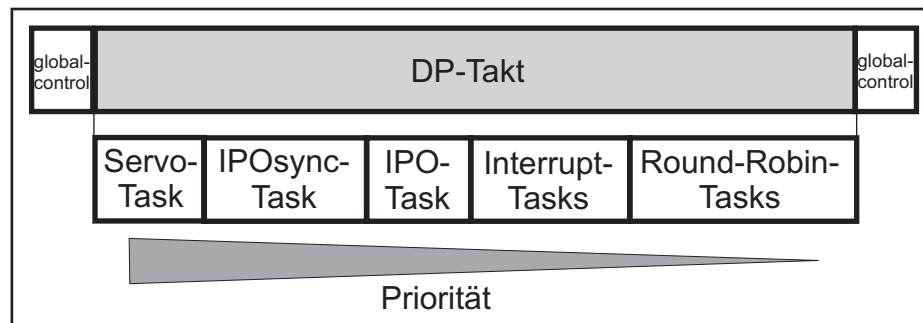 global-
control
DP-Takt
global-
control
Servo-
Task
IPOsync-
Task
IPO-
Task
Interrupt-
Tasks
Round-Robin-
Tasks
Priorität